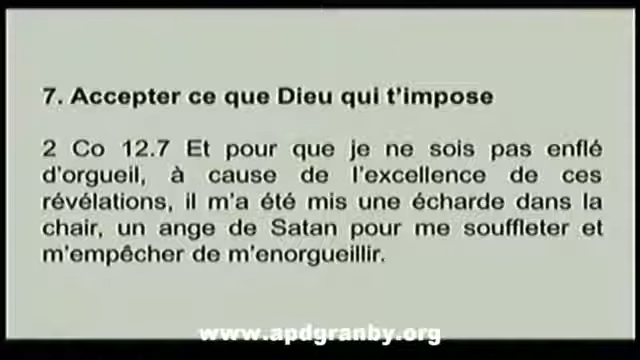 7. Accepter ce que Dieu qui t'impose
2 Co 12.7 Et pour que je ne sois pas enflé
d'orgueil, à cause de l'excellence de ces
révélations, il m'a été mis une écharde dans la
chair, un ange de Satan pour me souffleter et
m'empêcher de m'enorgueillir.
www.apdgranby.org